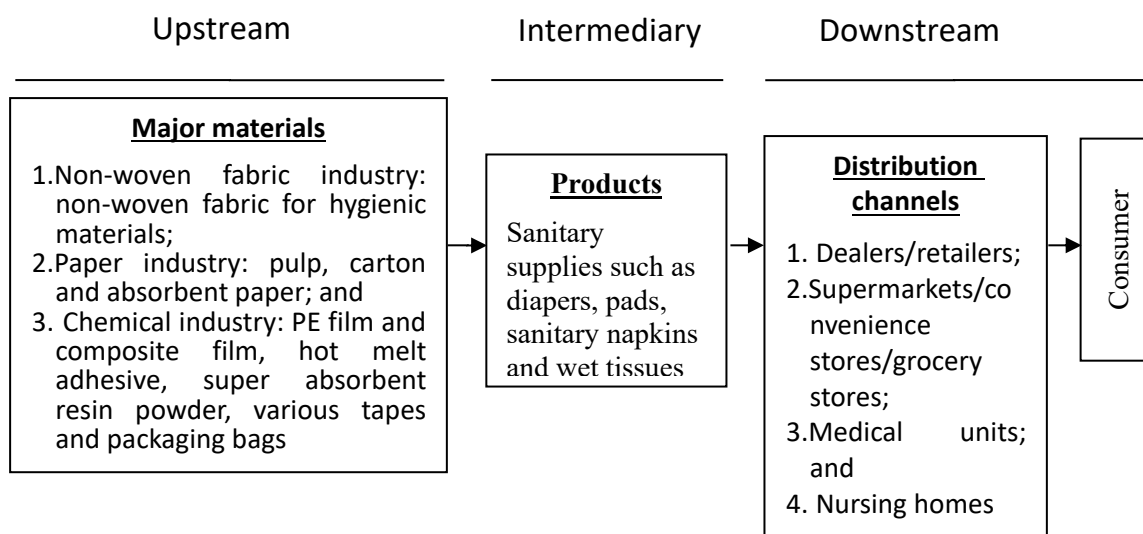 Upstream
Intermediary
Downstream
Major materials
1.Non-woven fabric industry:
non-woven fabric for hygienic
materials;
2.Paper industry: pulp, carton
and absorbent paper; and
3. Chemical industry: PE film and
composite film, hot melt
adhesive, super absorbent
resin powder, various tapes
and packaging bags
Products
Sanitary
supplies such as
diapers, pads,
sanitary napkins
and wet tissues
Distribution
channels
1. Dealers/retailers;
2.Supermarkets/co
nvenience
stores/grocery
stores;
3.Medical units;
and
4. Nursing homes
Consumer